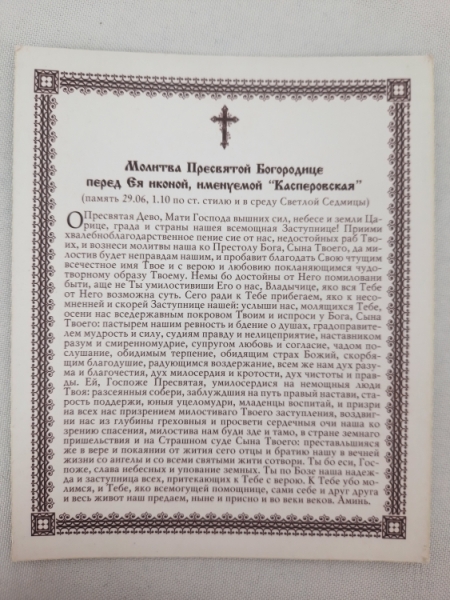 Молитва Пресвятой Богородице
перед Ея иконой, именуемой "Касперовская"
(память 29.06, 1.10 по ст. стилю и в среду Светлой Седмицы)
О Пресвятая Дево, Мати Господа вышних сил, небесе и земли Ца-
рице, града и страны нашея всемощная Заступнице! Приими
хвалебноблагодарственное пение сие от нас, недостойных раб Тво-
их, и вознеси молитвы наша ко Престолу Бога, Сына Твоего, да ми-
лостив будет неправдам нашим, и пробавит благодать Свою чтущим
всечестное имя Твое и с верою и любовию покланяющимся чудо-
творному образу Твоему. Немы бо достойны от Него помиловани
быти, аще не Ты умилостивиши Его о нас, Владычице, яко вся Тебе
от Него возможна суть. Сего ради к Тебе прибегаем, яко к несо-
мненней и скорей Заступнице нашей: услыши нас, молящихся Тебе,
осени нас вседержавным покровом Твоим и испроси у Бога, Сына
Твоего: пастырем нашим ревность и бдение о душах, градоправите-
лем мудрость и силу, судиям правду и нелицеприятие, наставником
разум и смиренномудрие, супругом любовь и согласие, чадом по-
слушание, обидимым терпение, обидящим страх Божий, скорбя-
щим благодушие, радующимся воздержание, всем же нам дух разу-
ма и благочестия, дух милосердия и кротости, дух чистоты и прав-
ды. Ей, Госпоже Пресвятая, умилосердися на немощныя люди
Твоя: разсеянныя собери, заблуждшия на путь правый настави, ста-
рость поддержи, юныя уцеломудри, младенцы воспитай, и призри
на всех нас призрением милостиваго Твоего заступления, воздвиг-
ни нас из глубины греховныя и просвети сердечныя очи наша ко
зрению спасения, милостива нам буди зде и тамо, в стране земнаго
пришельствия и на Страшном суде Сына Твоего: преставльшияся
же в вере и покаянии от жития сего отцы и братию нашу в вечней
жизни со ангелы и со всеми святыми жити сотвори. Ты бо еси, Гос-
поже, слава небесных и упование земных, Ты по Бозе наша надеж-
да и заступница всех, притекающих к Тебе с верою. К Тебе убо мо-
лимся, и Тебе, яко всемогущей помощнице, сами себе и друг друга
и весь живот наш предаем, ныне и присно и во веки веков. Аминь.